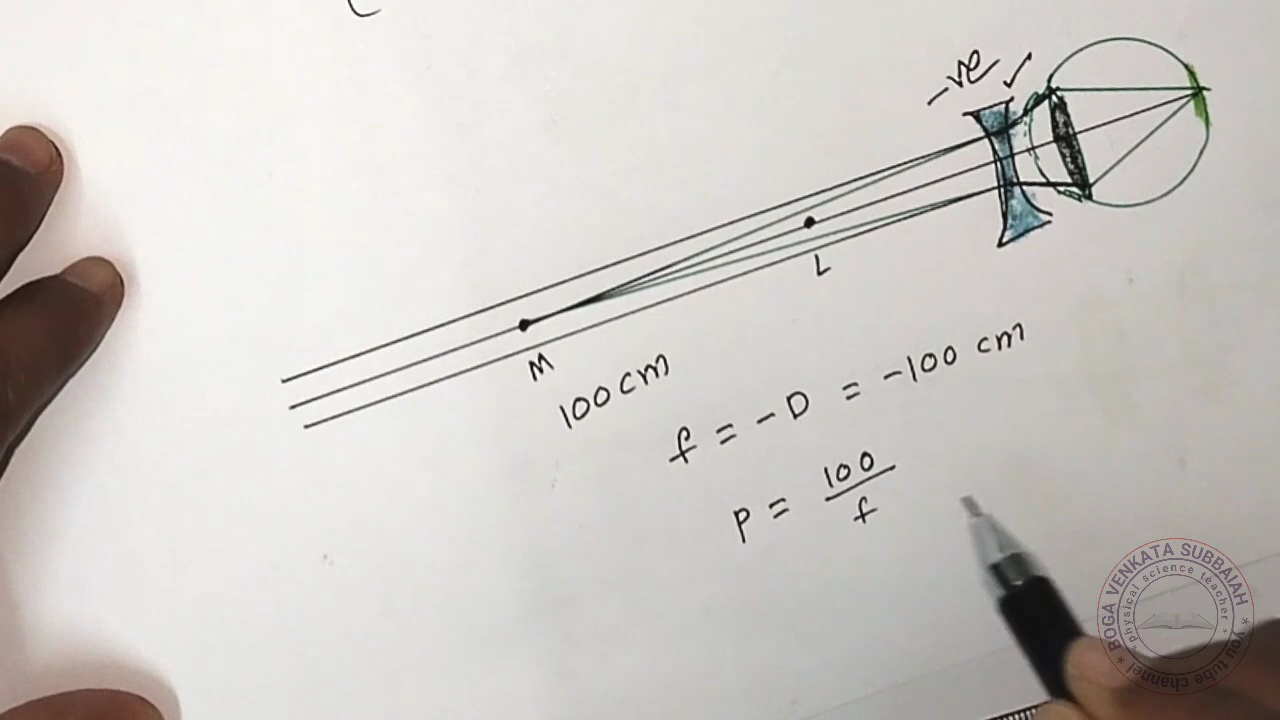 -ve ✓
L
M
100 cm
f = -D = -100 cm
P = 100/f
* BOGA VENKATA SUBBAIAH * You tube channel
* physical science teacher *